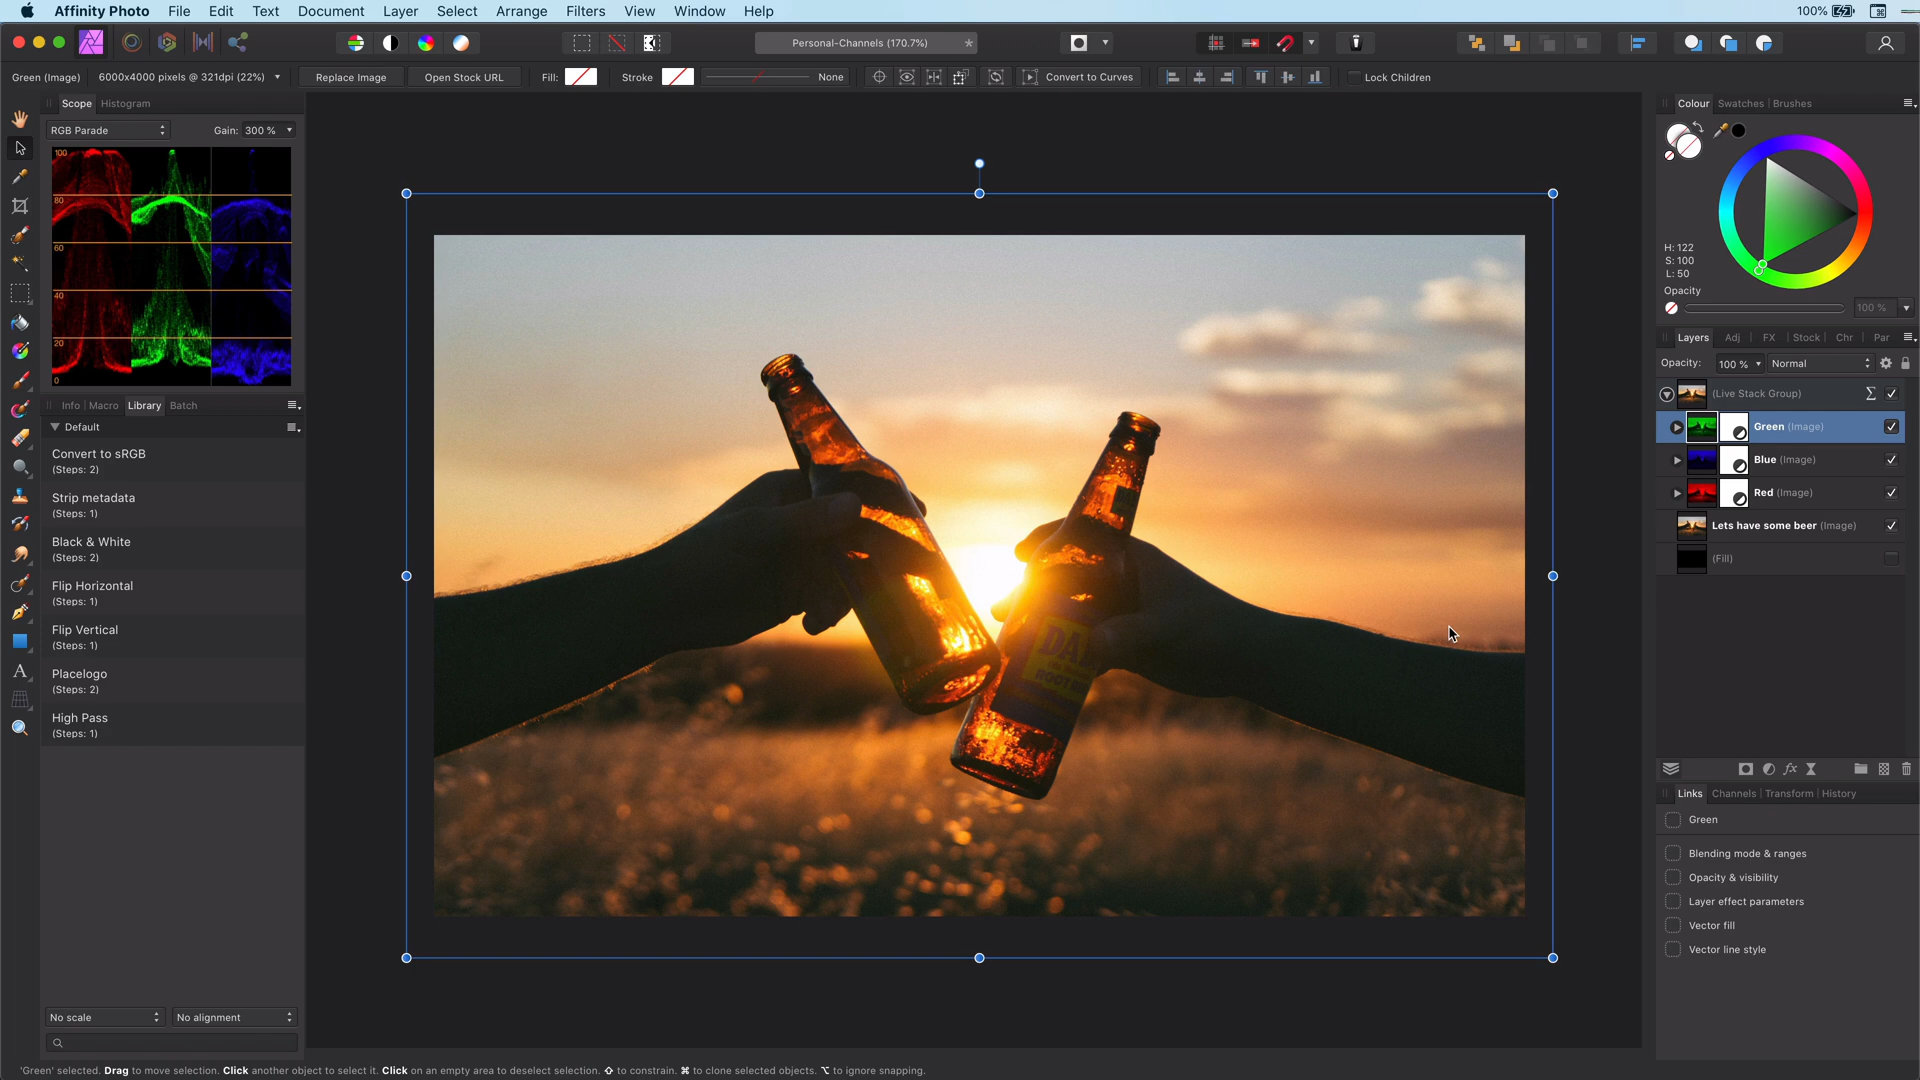 Affinity Photo File Edit Text Document Layer Select Arrange Filters View Window Help 100%
Personal-Channels (170.7%) *
Green (Image) 6000x4000 pixels @ 321dpi (22%) Replace Image Open Stock URL Fill: Stroke None Convert to Curves Lock Children
Scope Histogram
RGB Parade Gain: 300 %
100
80
60
40
20
0
Info Macro Library Batch
Default
Convert to sRGB
(Steps: 2)
Strip metadata
(Steps: 1)
Black & White
(Steps: 2)
Flip Horizontal
(Steps: 1)
Flip Vertical
(Steps: 1)
Placelogo
(Steps: 2)
High Pass
(Steps: 1)
No scale No alignment
ROOT
Colour Swatches Brushes
H: 122
S: 100
L: 50
Opacity
100 %
Layers Adj FX Stock Chr Par
Opacity: 100 % Normal
(Live Stack Group)
Green (Image)
Blue (Image)
Red (Image)
Lets have some beer (Image)
(Fill)
Links Channels Transform History
Green
Blending mode & ranges
Opacity & visibility
Layer effect parameters
Vector fill
Vector line style
'Green' selected. Drag to move selection. Click another object to select it. Click on an empty area to deselect selection. ⇧ to constrain. ⌘ to clone selected objects. ⌥ to ignore snapping.